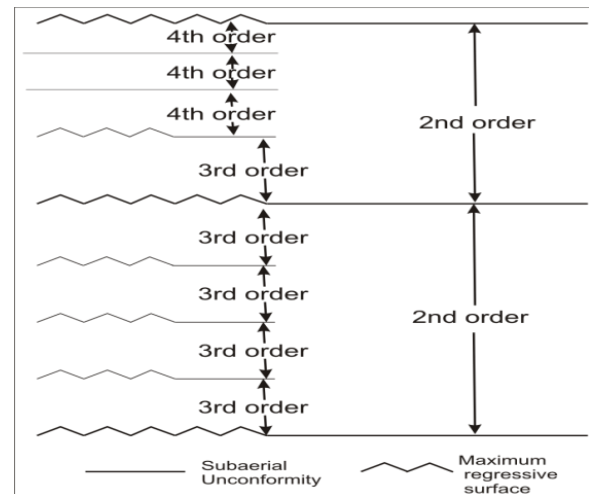 4th order
4th order
4th order
2nd order
3rd order
3rd order
3rd order
2nd order
3rd order
3rd order
Subaerial
Unconformity
Maximum
regressive
surface